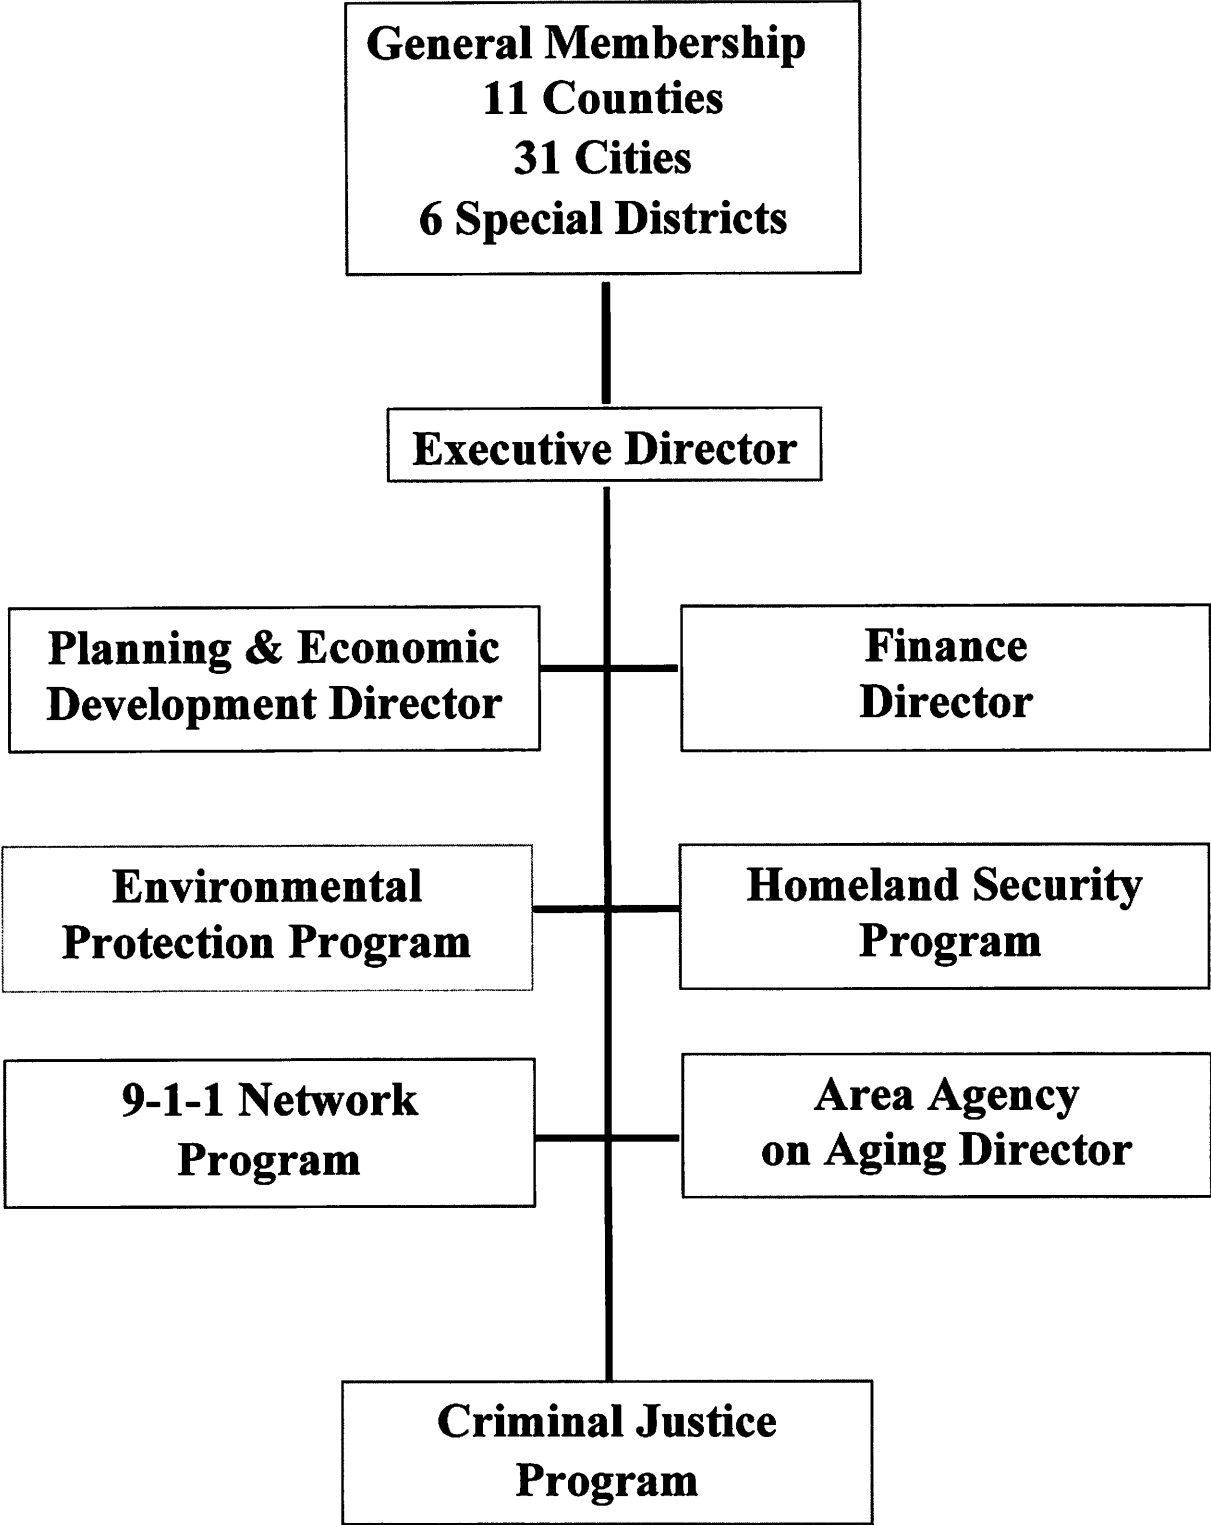 General Membership
11 Counties
31 Cities
6 Special Districts
Executive Director
Planning & Economic
Development Director
Finance
Director
Environmental
Protection Program
Homeland Security
Program
9-1-1 Network
Program
Area Agency
on Aging Director
Criminal Justice
Program